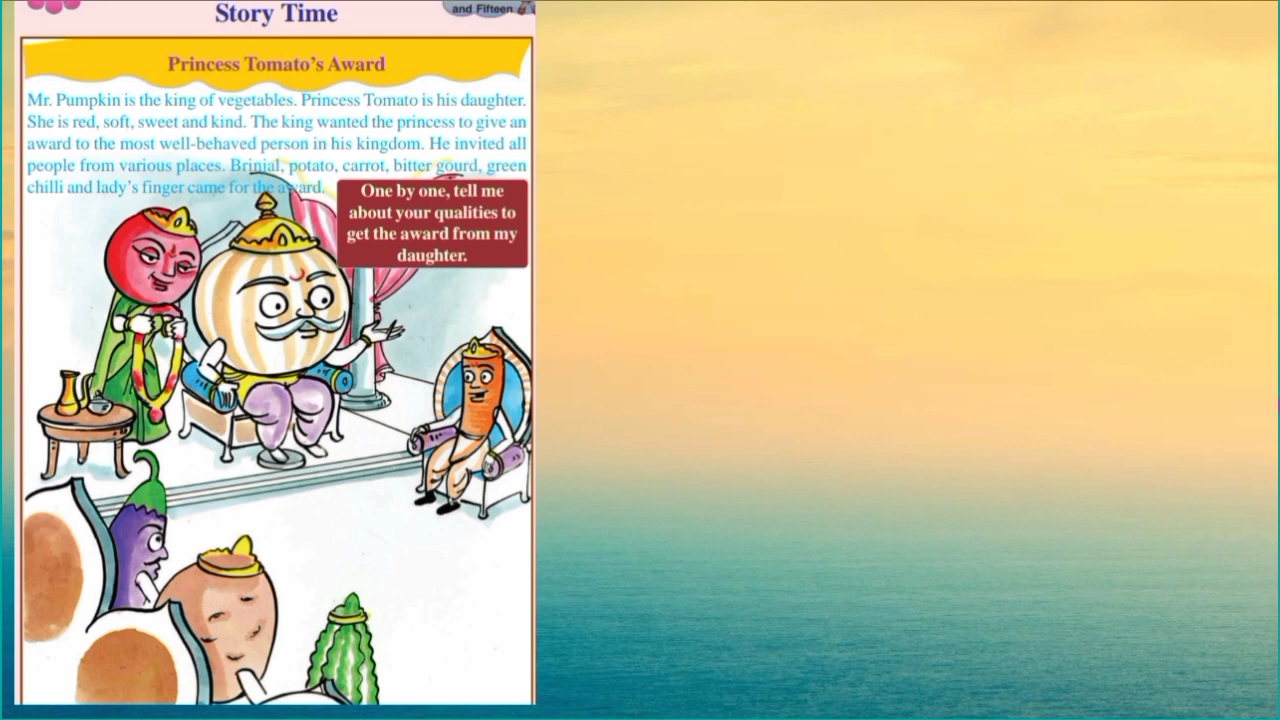 Story Time
and Fifteen
Princess Tomato's Award
Mr. Pumpkin is the king of vegetables. Princess Tomato is his daughter.
She is red, soft, sweet and kind. The king wanted the princess to give an
award to the most well-behaved person in his kingdom. He invited all
people from various places. Brinjal, potato, carrot, bitter gourd, green
chilli and lady's finger came for the award.
One by one, tell me
about your qualities to
get the award from my
daughter.